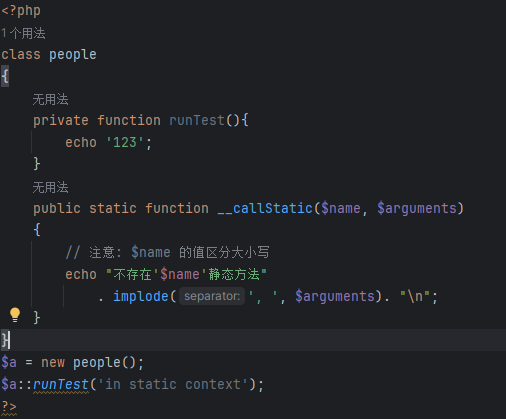 <?php
1个用法
class people
{
无用法
private function runTest(){
echo '123';
}
无用法
public static function __callStatic($name, $arguments)
{
// 注意: $name 的值区分大小写
echo "不存在'$name'静态方法"
. implode( separator: ', ', $arguments). "\n";
}
}
$a = new people();
$a::runTest('in static context');
?>